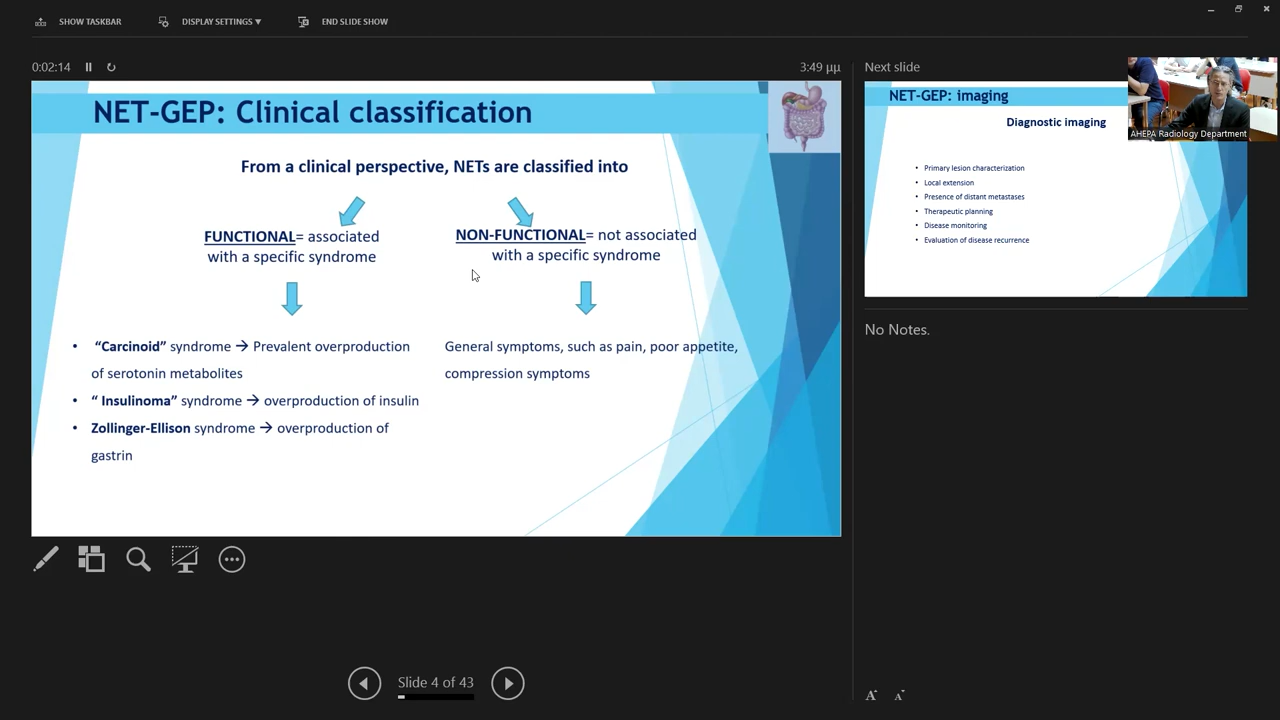 SHOW TASKBAR
DISPLAY SETTINGS ▼
END SLIDE SHOW
0:02:14
3:49 μμ
NET-GEP: Clinical classification
From a clinical perspective, NETs are classified into
FUNCTIONAL= associated
with a specific syndrome
NON-FUNCTIONAL= not associated
with a specific syndrome
• “Carcinoid” syndrome → Prevalent overproduction
of serotonin metabolites
• “ Insulinoma” syndrome → overproduction of insulin
• Zollinger-Ellison syndrome → overproduction of
gastrin
General symptoms, such as pain, poor appetite,
compression symptoms
Slide 4 of 43
Next slide
NET-GEP: imaging
Diagnostic imaging
• Primary lesion characterization
• Local extension
• Presence of distant metastases
• Therapeutic planning
• Disease monitoring
• Evaluation of disease recurrence
AHEPA Radiology Department
No Notes.
A A